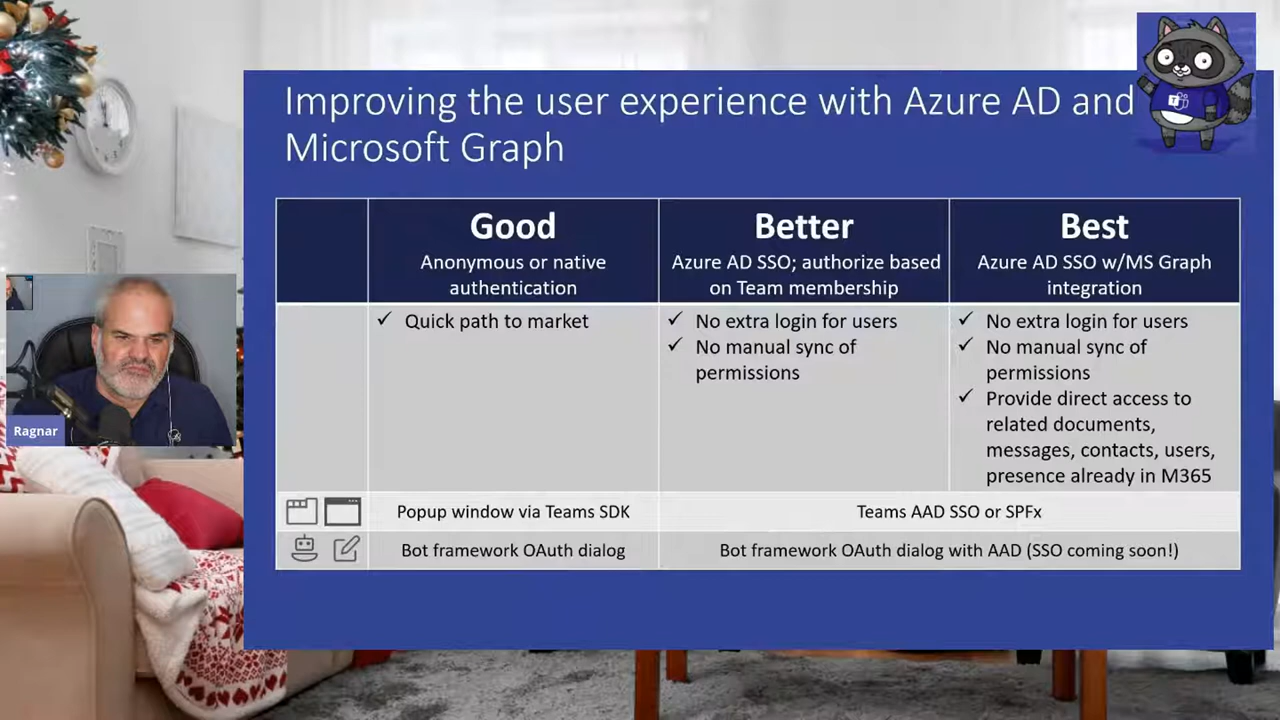 Improving the user experience with Azure AD and
Microsoft Graph
Good
Anonymous or native
authentication
Better
Azure AD SSO; authorize based
on Team membership
Best
Azure AD SSO w/MS Graph
integration
✓ Quick path to market
✓ No extra login for users
✓ No manual sync of
permissions
✓ No extra login for users
✓ No manual sync of
permissions
✓ Provide direct access to
related documents,
messages, contacts, users,
presence already in M365
Popup window via Teams SDK
Teams AAD SSO or SPFx
Bot framework OAuth dialog
Bot framework OAuth dialog with AAD (SSO coming soon!)
Ragnar